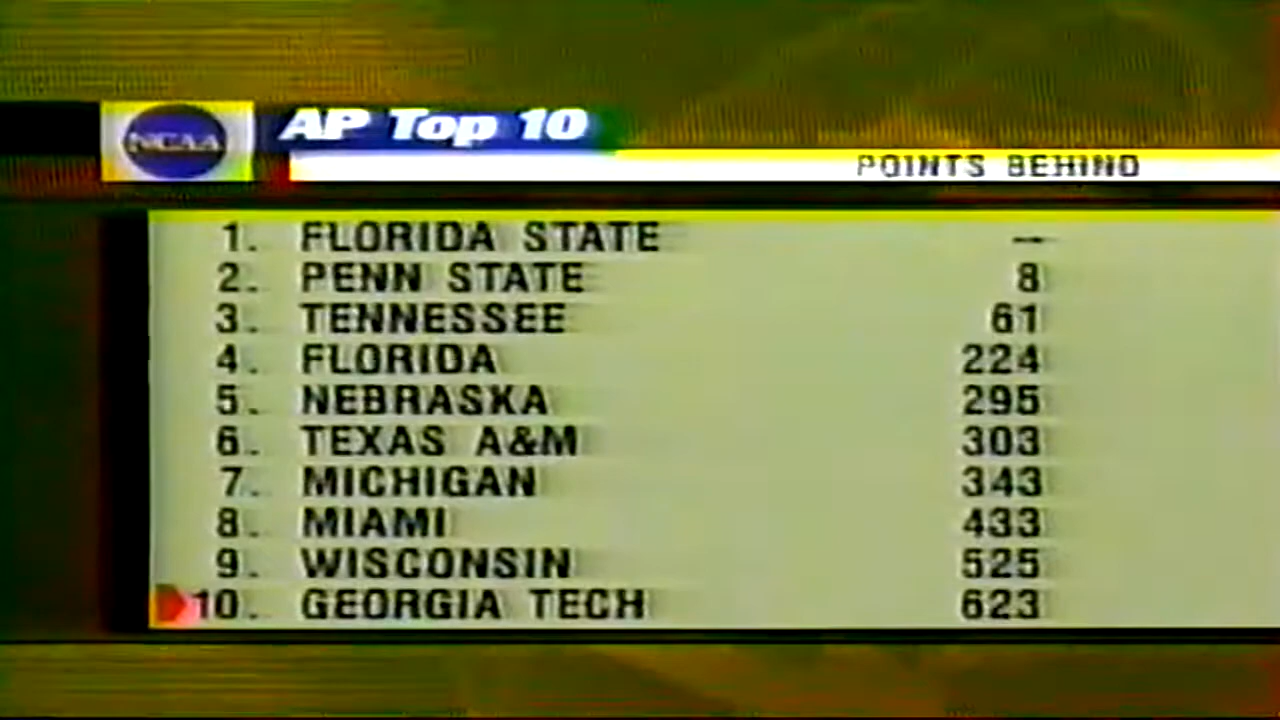 NCAA
AP Top 10
POINTS BEHIND
1. FLORIDA STATE --
2. PENN STATE 8
3. TENNESSEE 61
4. FLORIDA 224
5. NEBRASKA 295
6. TEXAS A&M 303
7. MICHIGAN 343
8. MIAMI 433
9. WISCONSIN 525
10. GEORGIA TECH 623